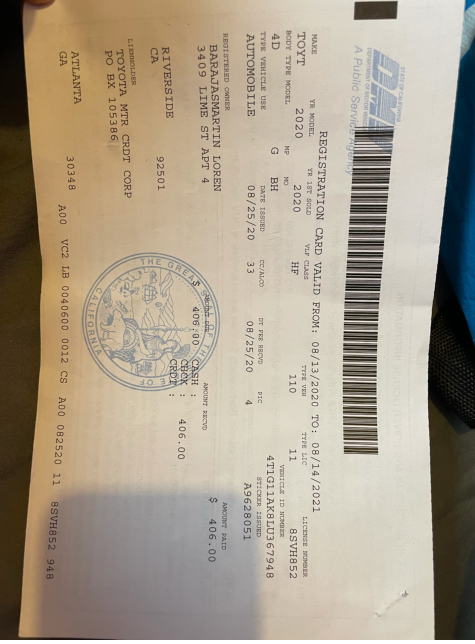 STATE OF CALIFORNIA
DMV
DEPARTMENT OF MOTOR VEHICLES
A Public Service Agency
REGISTRATION CARD VALID FROM: 08/13/2020 TO: 08/14/2021
MAKE YR MODEL YR 1ST SOLD VLF CLASS TYPE VEH TYPE LIC LICENSE NUMBER
TOYT 2020 2020 HF 110 11 8SVH852
BODY TYPE MODEL MP MO VEHICLE ID NUMBER
4D G BH 4T1G11AK8LU367948
TYPE VEHICLE USE DATE ISSUED CC/ALCO DT FEE RECVD PIC STICKER ISSUED
AUTOMOBILE 08/25/20 33 08/25/20 4 A9628051
REGISTERED OWNER AMOUNT PAID
BARAJASMARTIN LOREN $ 406.00
3409 LIME ST APT 4
AMOUNT DUE AMOUNT RECVD
$ 406.00 CASH :
RIVERSIDE CHCK : 406.00
CA 92501 CRDT :
LIENHOLDER
TOYOTA MTR CRDT CORP
PO BX 105386
ATLANTA
GA 30348 A00 VC2 LB 0040600 0012 CS A00 082520 11 8SVH852 948
THE GREAT SEAL OF THE STATE OF CALIFORNIA